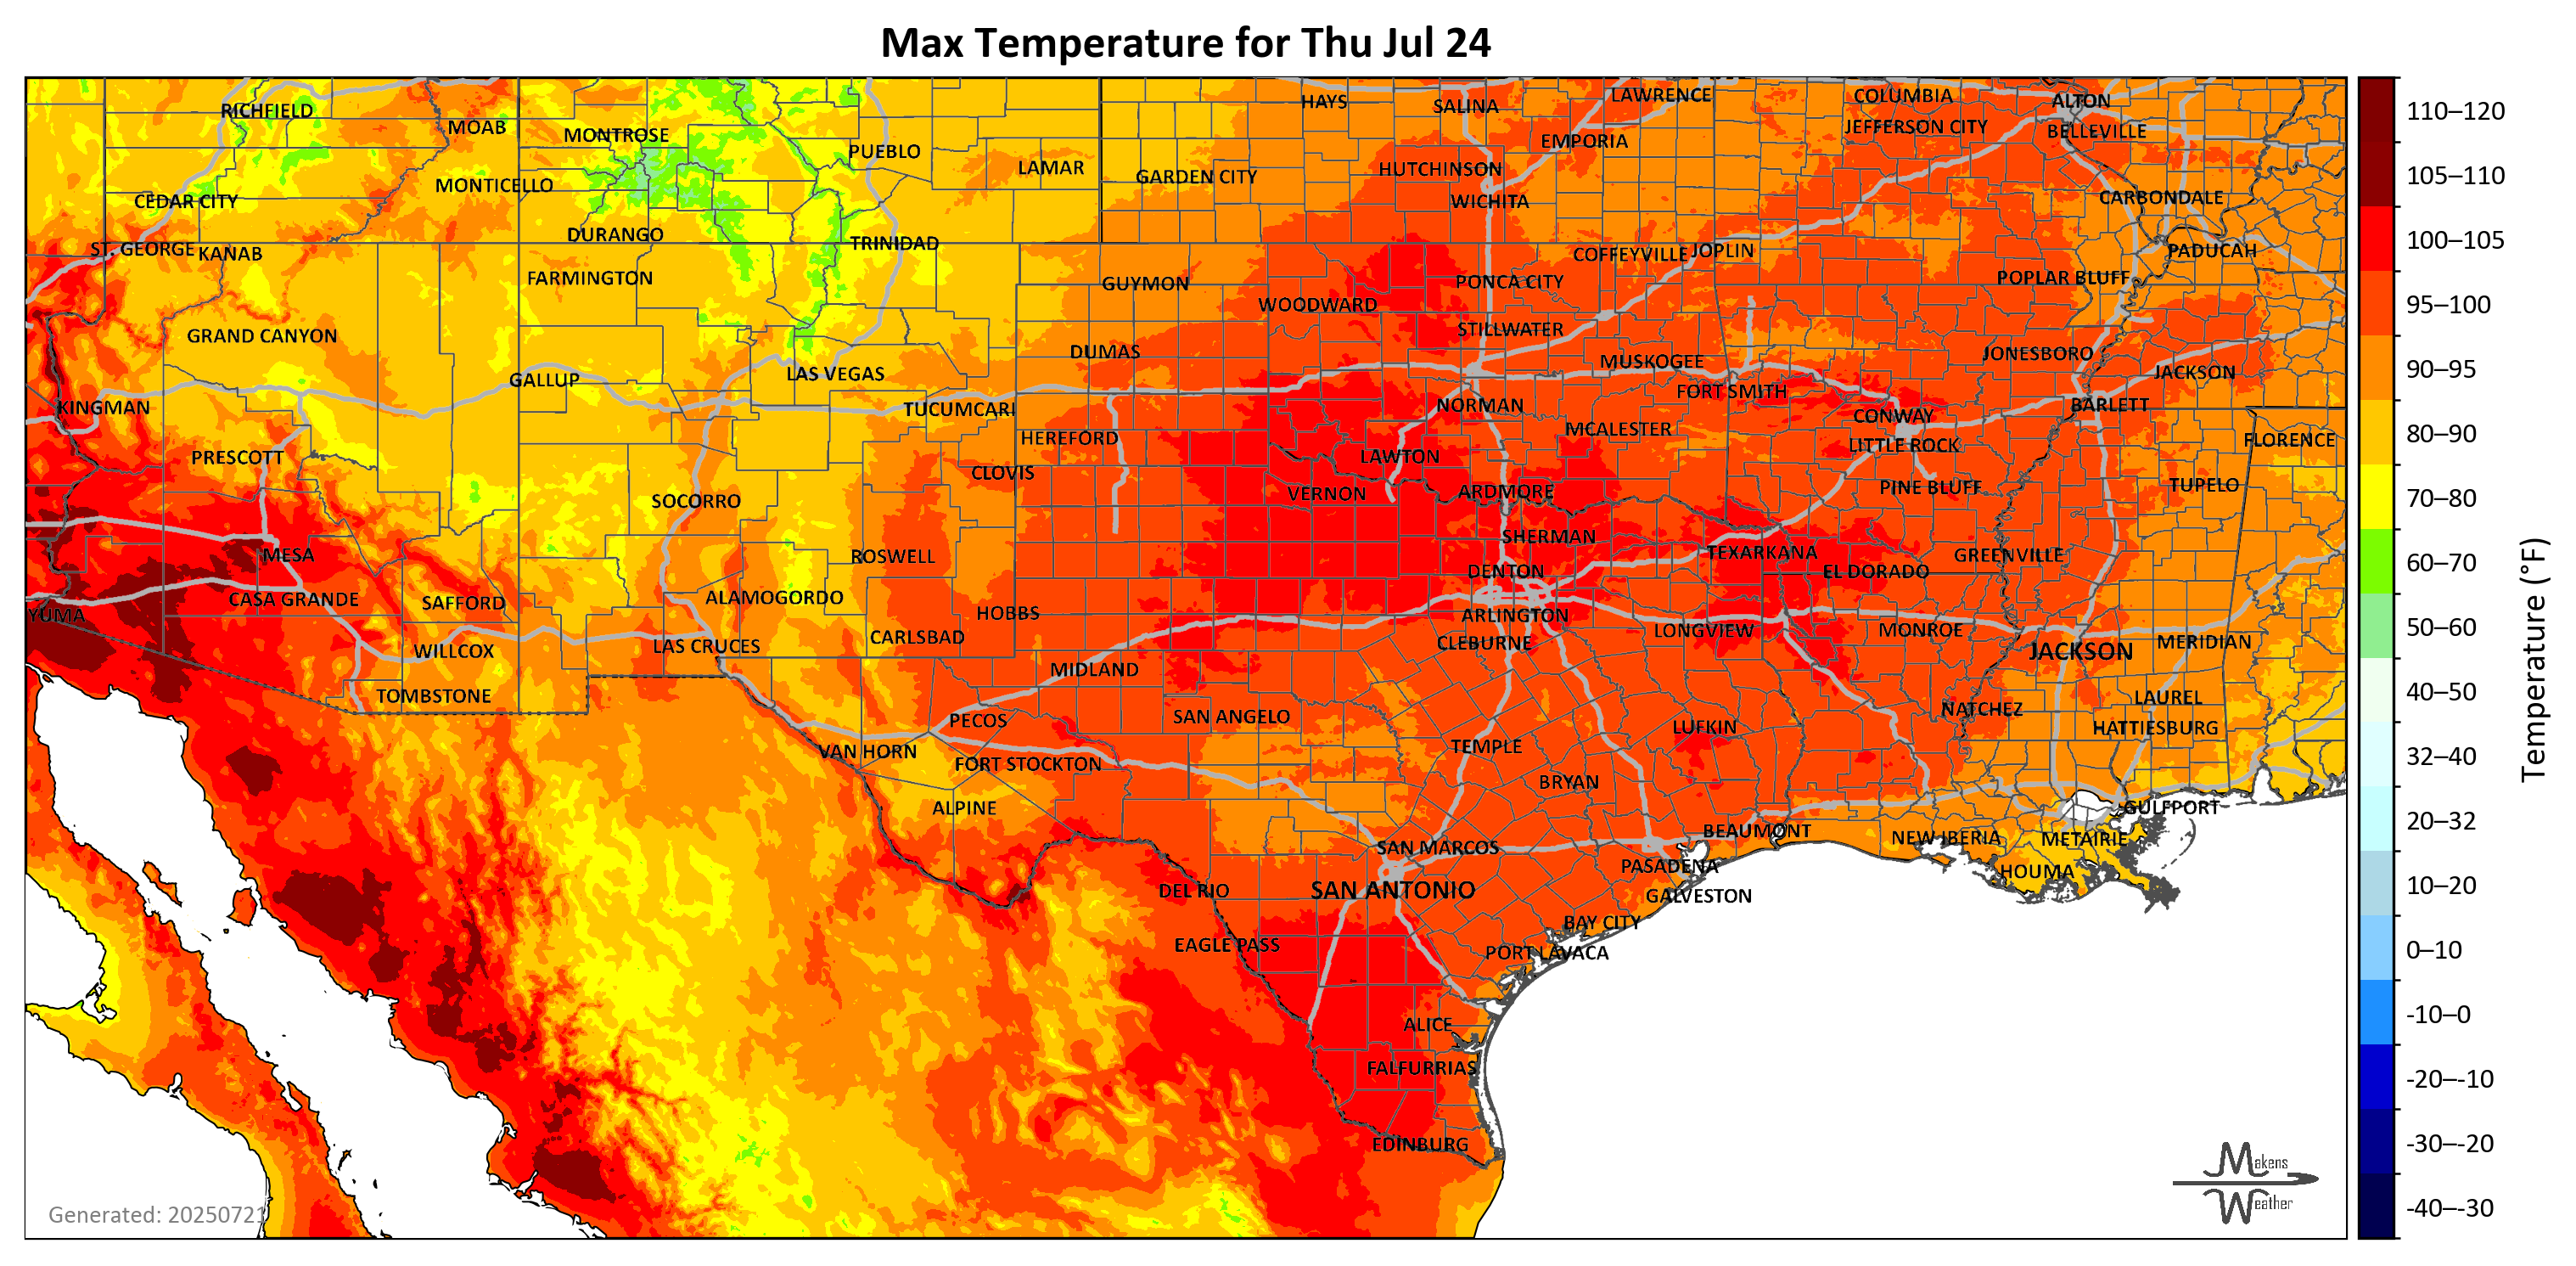 Max Temperature for Thu Jul 24
RICHFIELD
MOAB
MONTROSE
PUEBLO
LAMAR
HAYS
SALINA
LAWRENCE
COLUMBIA
ALTON
EMPORIA
JEFFERSON CITY
BELLEVILLE
CEDAR CITY
MONTICELLO
GARDEN CITY
HUTCHINSON
WICHITA
CARBONDALE
ST. GEORGE
KANAB
DURANGO
TRINIDAD
COFFEYVILLE
JOPLIN
PADUCAH
FARMINGTON
GUYMON
WOODWARD
PONCA CITY
POPLAR BLUFF
GRAND CANYON
DUMAS
STILLWATER
MUSKOGEE
JONESBORO
JACKSON
GALLUP
LAS VEGAS
FORT SMITH
KINGMAN
TUCUMCARI
NORMAN
CONWAY
BARLETT
HEREFORD
MCALESTER
LITTLE ROCK
FLORENCE
PRESCOTT
CLOVIS
LAWTON
SOCORRO
VERNON
ARDMORE
PINE BLUFF
TUPELO
MESA
ROSWELL
SHERMAN
TEXARKANA
GREENVILLE
CASA GRANDE
SAFFORD
ALAMOGORDO
DENTON
EL DORADO
YUMA
HOBBS
ARLINGTON
WILLCOX
LAS CRUCES
CARLSBAD
CLEBURNE
LONGVIEW
MONROE
JACKSON
MERIDIAN
TOMBSTONE
MIDLAND
PECOS
SAN ANGELO
LUFKIN
NATCHEZ
LAUREL
HATTIESBURG
VAN HORN
FORT STOCKTON
TEMPLE
ALPINE
BRYAN
GULFPORT
SAN MARCOS
BEAUMONT
NEW IBERIA
METAIRIE
DEL RIO
SAN ANTONIO
PASADENA
GALVESTON
HOUMA
EAGLE PASS
BAY CITY
PORT LAVACA
ALICE
FALFURRIAS
EDINBURG
Generated: 20250721
Makens
Weather
110–120
105–110
100–105
95–100
90–95
80–90
70–80
60–70
50–60
40–50
32–40
20–32
10–20
0–10
-10–0
-20–-10
-30–-20
-40–-30
Temperature (°F)